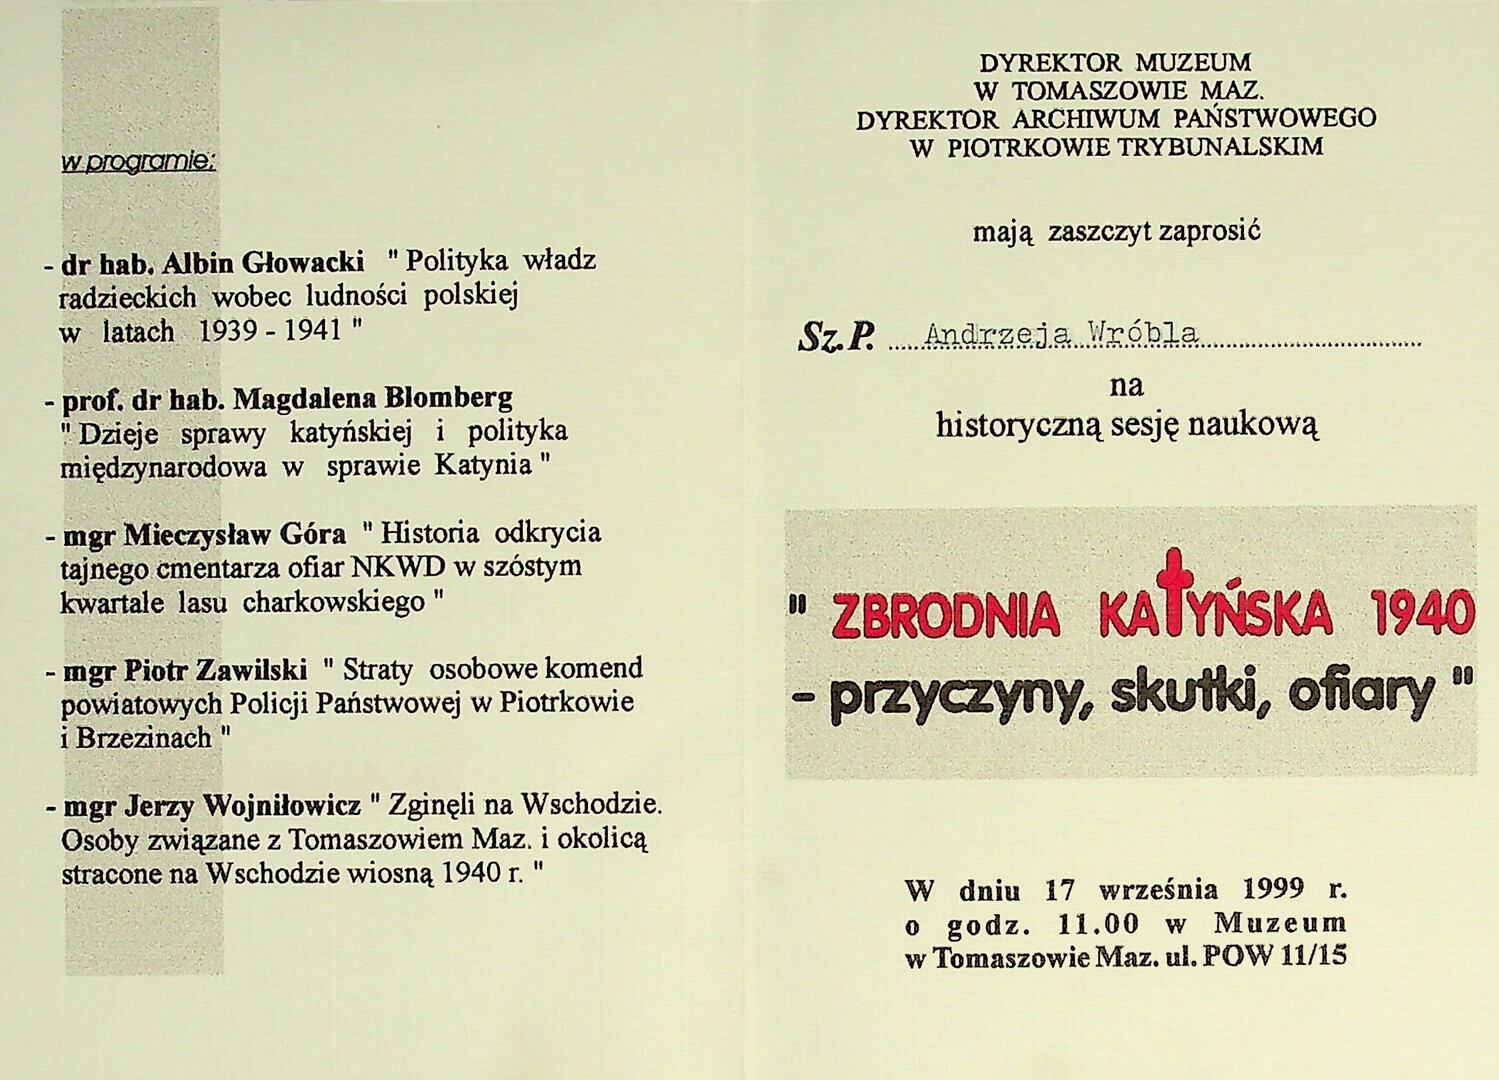 w programie:
- dr hab. Albin Głowacki " Polityka władz
radzieckich wobec ludności polskiej
w latach 1939 - 1941 "
- prof. dr hab. Magdalena Blomberg
" Dzieje sprawy katyńskiej i polityka
międzynarodowa w sprawie Katynia "
- mgr Mieczysław Góra " Historia odkrycia
tajnego cmentarza ofiar NKWD w szóstym
kwartale lasu charkowskiego "
- mgr Piotr Zawilski " Straty osobowe komend
powiatowych Policji Państwowej w Piotrkowie
i Brzezinach "
- mgr Jerzy Wojniłowicz " Zginęli na Wschodzie.
Osoby związane z Tomaszowiem Maz. i okolicą
stracone na Wschodzie wiosną 1940 r. "
DYREKTOR MUZEUM
W TOMASZOWIE MAZ.
DYREKTOR ARCHIWUM PAŃSTWOWEGO
W PIOTRKOWIE TRYBUNALSKIM
mają zaszczyt zaprosić
Sz.P. Andrzeja Wróbla
na
historyczną sesję naukową
" ZBRODNIA KATYŃSKA 1940
- przyczyny, skutki, ofiary "
W dniu 17 września 1999 r.
o godz. 11.00 w Muzeum
w Tomaszowie Maz. ul. POW 11/15